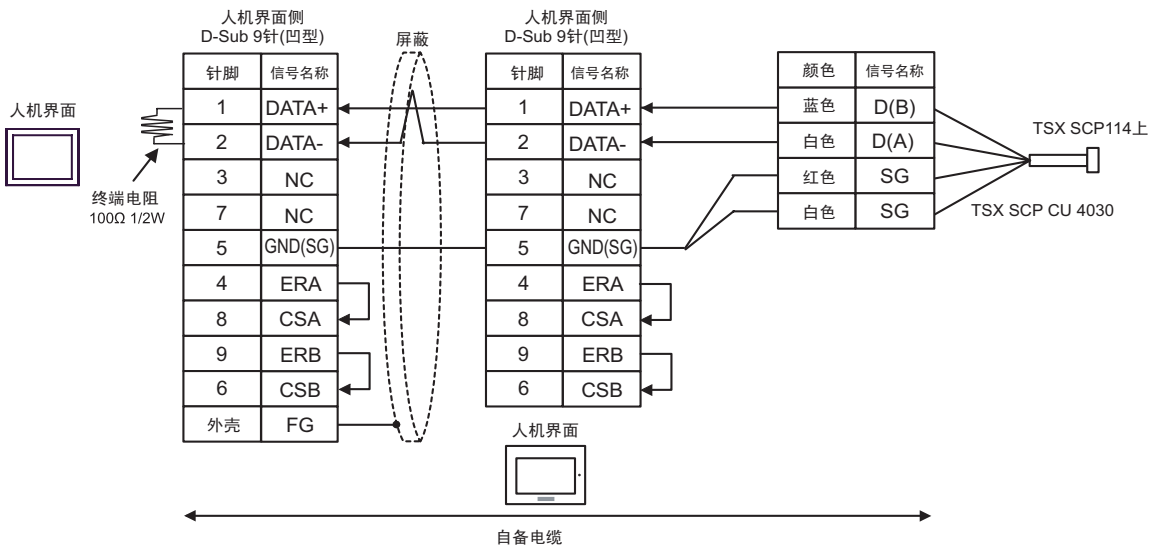 人机界面侧
D-Sub 9针(凹型)
人机界面侧
D-Sub 9针(凹型)
屏蔽
针脚 信号名称
1 DATA+
2 DATA-
3 NC
7 NC
5 GND(SG)
4 ERA
8 CSA
9 ERB
6 CSB
外壳 FG
针脚 信号名称
1 DATA+
2 DATA-
3 NC
7 NC
5 GND(SG)
4 ERA
8 CSA
9 ERB
6 CSB
颜色 信号名称
蓝色 D(B)
白色 D(A)
红色 SG
白色 SG
人机界面
终端电阻
100Ω 1/2W
TSX SCP114上
TSX SCP CU 4030
人机界面
自备电缆